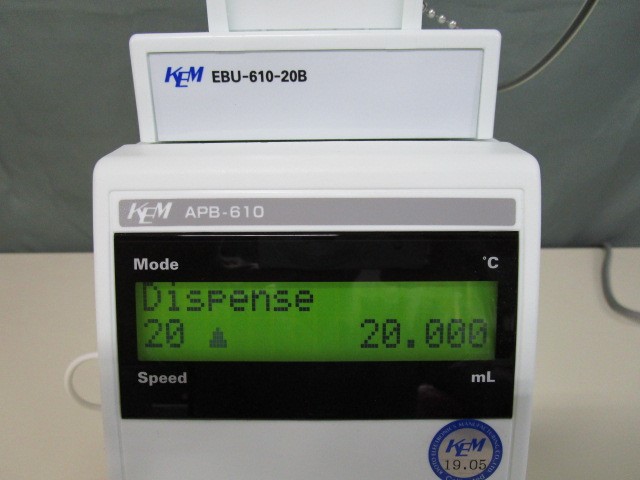 KEM EBU-610-20B
KEM APB-610
Mode °C
Dispense
20 20.000
Speed mL
KEM
19.05